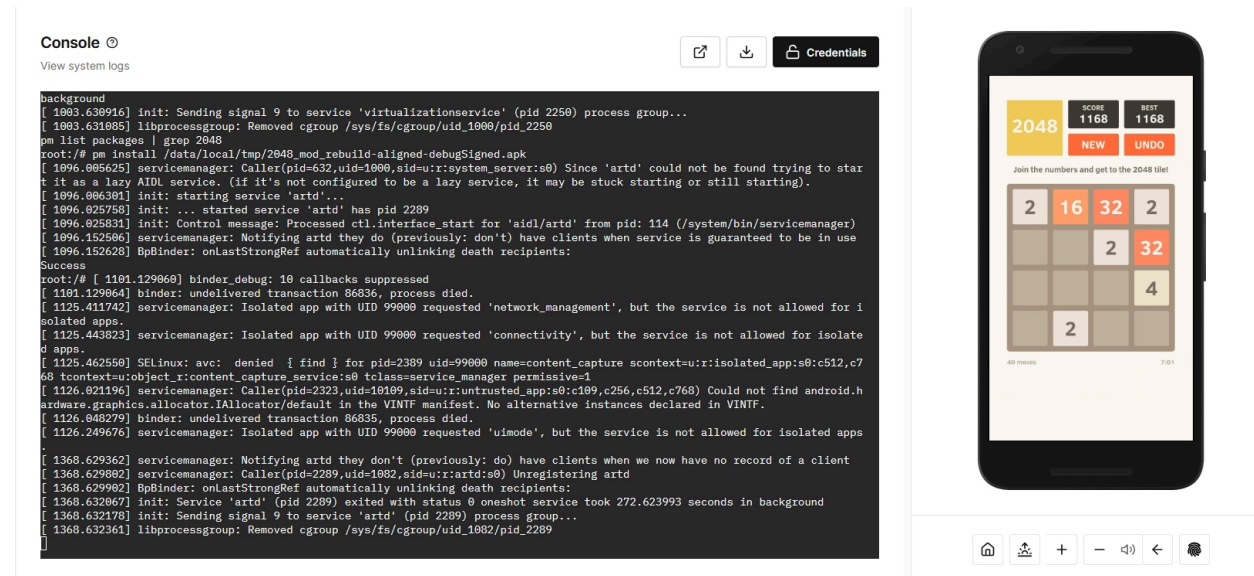 Console
View system logs
Credentials
background
[ 1003.630916] init: Sending signal 9 to service 'virtualizationservice' (pid 2250) process group...
[ 1003.631085] libprocessgroup: Removed cgroup /sys/fs/cgroup/uid_1000/pid_2250
pm list packages | grep 2048
root:/# pm install /data/local/tmp/2048_mod_rebuild-aligned-debugSigned.apk
[ 1096.005625] servicemanager: Caller(pid=632,uid=1000,sid=u:r:system_server:s0) Since 'artd' could not be found trying to star
t it as a lazy AIDL service. (if it's not configured to be a lazy service, it may be stuck starting or still starting).
[ 1096.006301] init: starting service 'artd'...
[ 1096.025758] init: ... started service 'artd' has pid 2289
[ 1096.025831] init: Control message: Processed ctl.interface_start for 'aidl/artd' from pid: 114 (/system/bin/servicemanager)
[ 1096.152506] servicemanager: Notifying artd they do (previously: don't) have clients when service is guaranteed to be in use
[ 1096.152628] BpBinder: onLastStrongRef automatically unlinking death recipients:
Success
root:/# [ 1101.129060] binder_debug: 10 callbacks suppressed
[ 1101.129064] binder: undelivered transaction 86836, process died.
[ 1125.411742] servicemanager: Isolated app with UID 99000 requested 'network_management', but the service is not allowed for i
solated apps.
[ 1125.443823] servicemanager: Isolated app with UID 99000 requested 'connectivity', but the service is not allowed for isolate
d apps.
[ 1125.462550] SELinux: avc:  denied  { find } for pid=2389 uid=99000 name=content_capture scontext=u:r:isolated_app:s0:c512,c7
68 tcontext=u:object_r:content_capture_service:s0 tclass=service_manager permissive=1
[ 1126.021196] servicemanager: Caller(pid=2323,uid=10109,sid=u:r:untrusted_app:s0:c109,c256,c512,c768) Could not find android.h
ardware.graphics.allocator.IAllocator/default in the VINTF manifest. No alternative instances declared in VINTF.
[ 1126.048279] binder: undelivered transaction 86835, process died.
[ 1126.249676] servicemanager: Isolated app with UID 99000 requested 'uimode', but the service is not allowed for isolated apps
.
[ 1368.629362] servicemanager: Notifying artd they don't (previously: do) have clients when we now have no record of a client
[ 1368.629802] servicemanager: Caller(pid=2289,uid=1082,sid=u:r:artd:s0) Unregistering artd
[ 1368.629902] BpBinder: onLastStrongRef automatically unlinking death recipients:
[ 1368.632067] init: Service 'artd' (pid 2289) exited with status 0 oneshot service took 272.623993 seconds in background
[ 1368.632178] init: Sending signal 9 to service 'artd' (pid 2289) process group...
[ 1368.632361] libprocessgroup: Removed cgroup /sys/fs/cgroup/uid_1082/pid_2289
2048
SCORE BEST
1168 1168
NEW UNDO
Join the numbers and get to the 2048 tile!
2 16 32 2
2 32
4
2
48 moves 7:01